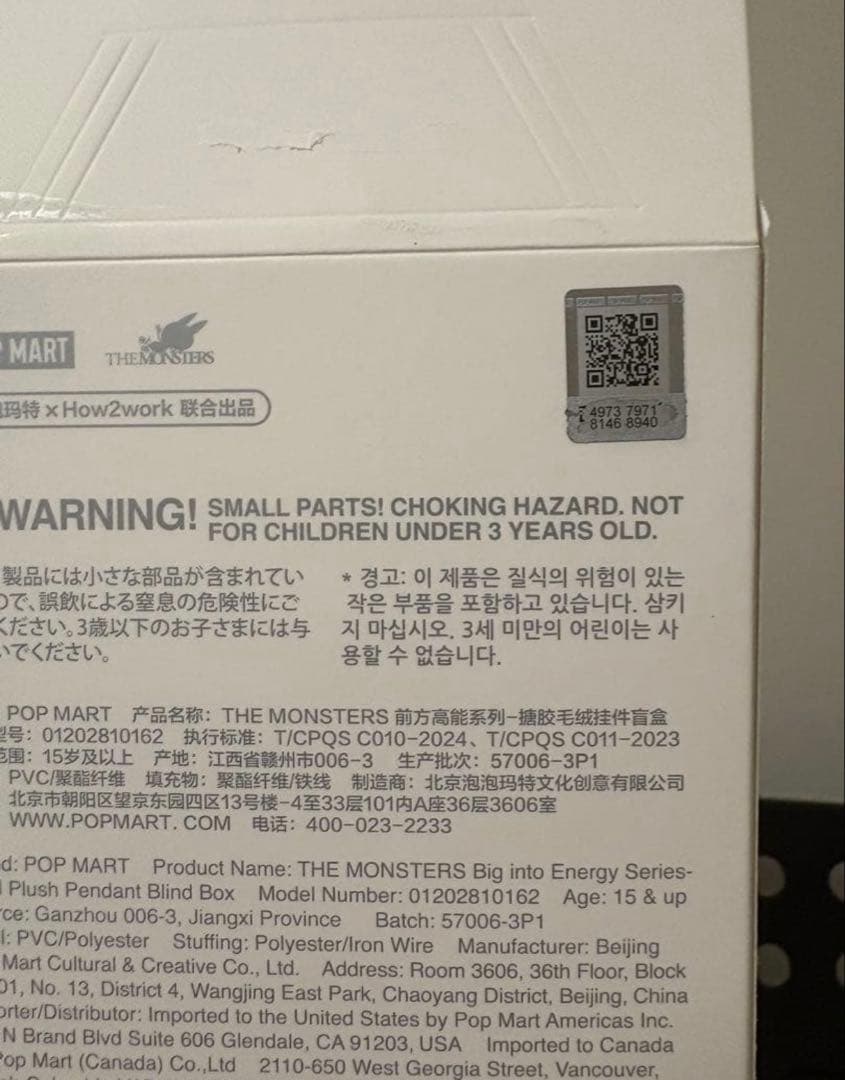 MART
THE MONSTERS
玛特 × How2work 联合出品
4973 7971
8146 8940
WARNING! SMALL PARTS! CHOKING HAZARD. NOT
FOR CHILDREN UNDER 3 YEARS OLD.
製品には小さな部品が含まれてい
ので、誤飲による窒息の危険性にご
ください。3歳以下のお子さまには与
いでください。
* 경고: 이 제품은 질식의 위험이 있는
작은 부품을 포함하고 있습니다. 삼키
지 마십시오. 3세 미만의 어린이는 사
용할 수 없습니다.
POP MART 产品名称: THE MONSTERS 前方高能系列-搪胶毛绒挂件盲盒
号: 01202810162 执行标准: T/CPQS C010-2024、T/CPQS C011-2023
范围: 15岁及以上 产地: 江西省赣州市006-3 生产批次: 57006-3P1
PVC/聚酯纤维 填充物: 聚酯纤维/铁线 制造商: 北京泡泡玛特文化创意有限公司
北京市朝阳区望京东园四区13号楼-4至33层101内A座36层3606室
WWW.POPMART.COM 电话: 400-023-2233
d: POP MART Product Name: THE MONSTERS Big into Energy Series-
Plush Pendant Blind Box Model Number: 01202810162 Age: 15 & up
rce: Ganzhou 006-3, Jiangxi Province Batch: 57006-3P1
l: PVC/Polyester Stuffing: Polyester/Iron Wire Manufacturer: Beijing
Mart Cultural & Creative Co., Ltd. Address: Room 3606, 36th Floor, Block
01, No. 13, District 4, Wangjing East Park, Chaoyang District, Beijing, China
orter/Distributor: Imported to the United States by Pop Mart Americas Inc.
N Brand Blvd Suite 606 Glendale, CA 91203, USA Imported to Canada
Pop Mart (Canada) Co.,Ltd 2110-650 West Georgia Street, Vancouver,